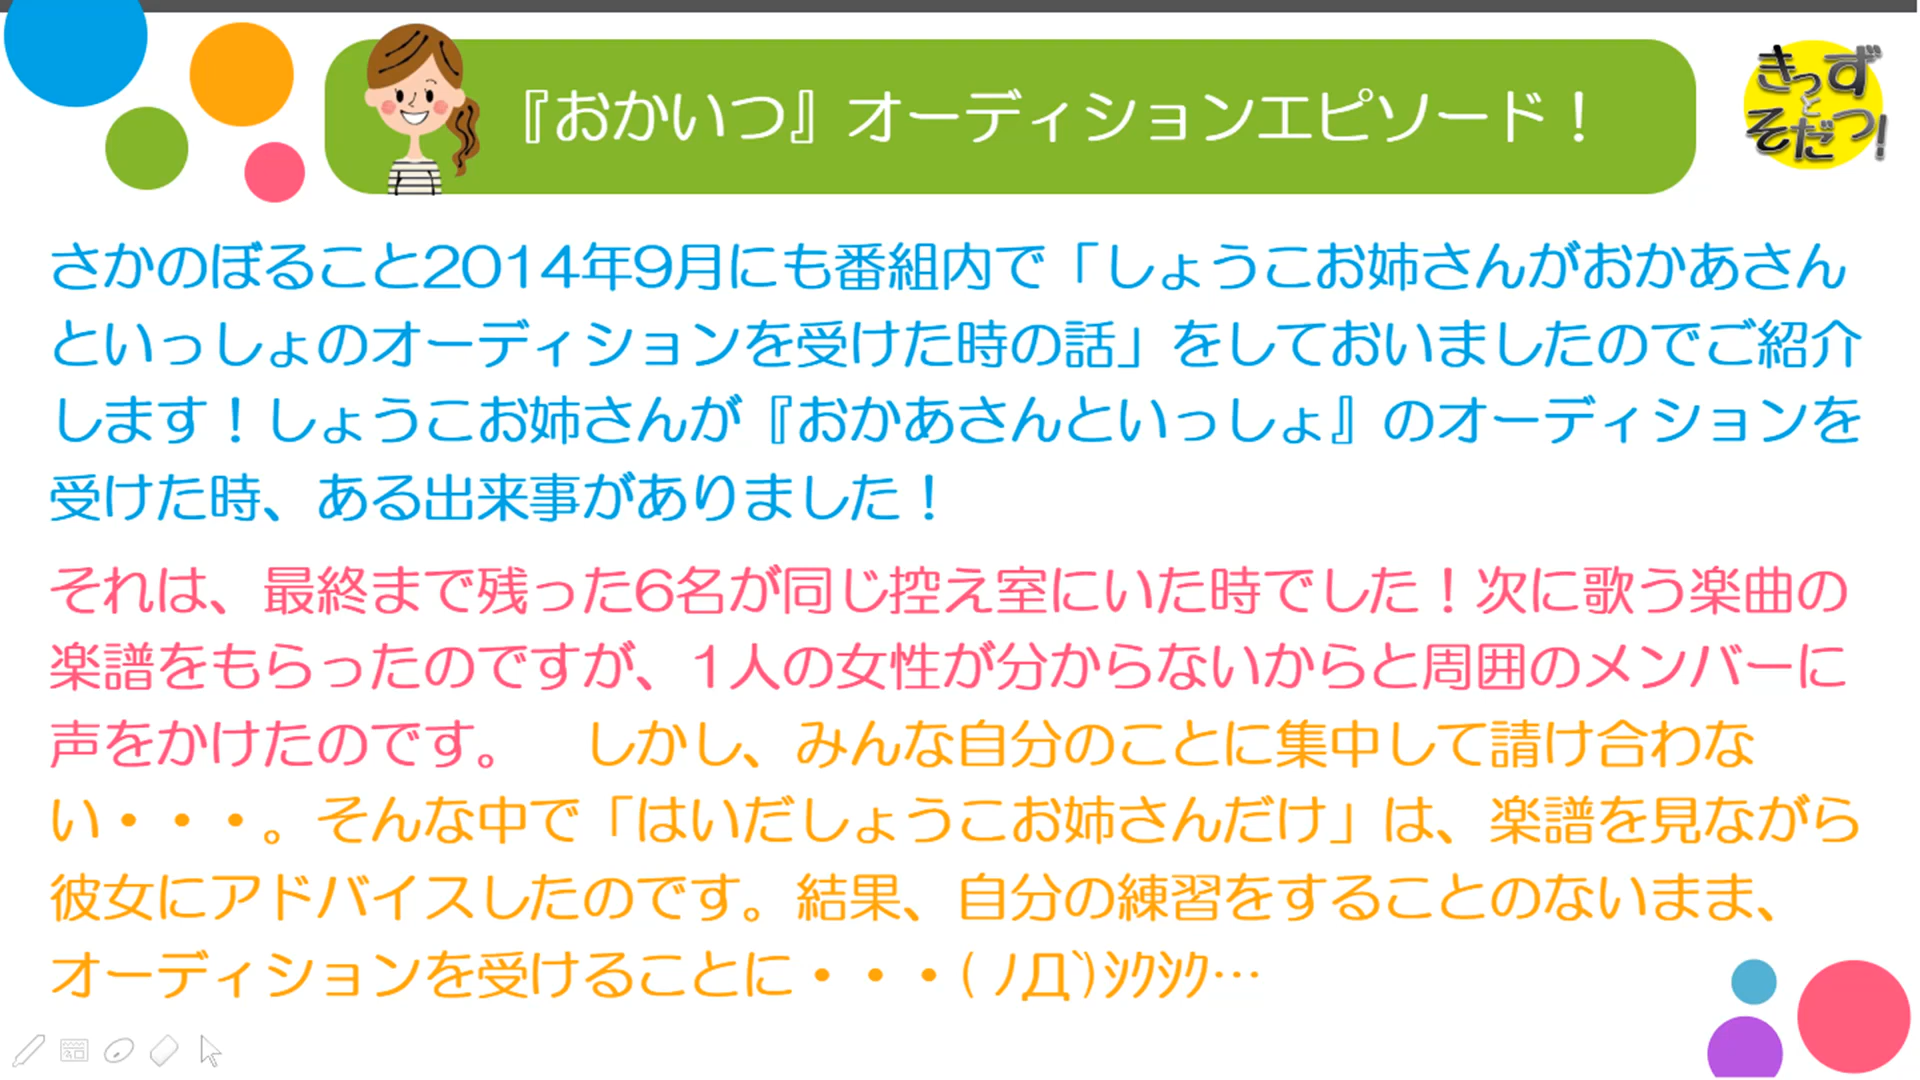 『おかいつ』オーディションエピソード！
きっず
と
そだつ!
さかのぼること2014年9月にも番組内で「しょうこお姉さんがおかあさん
といっしょのオーディションを受けた時の話」をしておいましたのでご紹介
します！しょうこお姉さんが『おかあさんといっしょ』のオーディションを
受けた時、ある出来事がありました！
それは、最終まで残った6名が同じ控え室にいた時でした！次に歌う楽曲の
楽譜をもらったのですが、1人の女性が分からないからと周囲のメンバーに
声をかけたのです。　しかし、みんな自分のことに集中して請け合わな
い・・・。そんな中で「はいだしょうこお姉さんだけ」は、楽譜を見ながら
彼女にアドバイスしたのです。結果、自分の練習をすることのないまま、
オーディションを受けることに・・・( ﾉД`)ｼｸｼｸ…